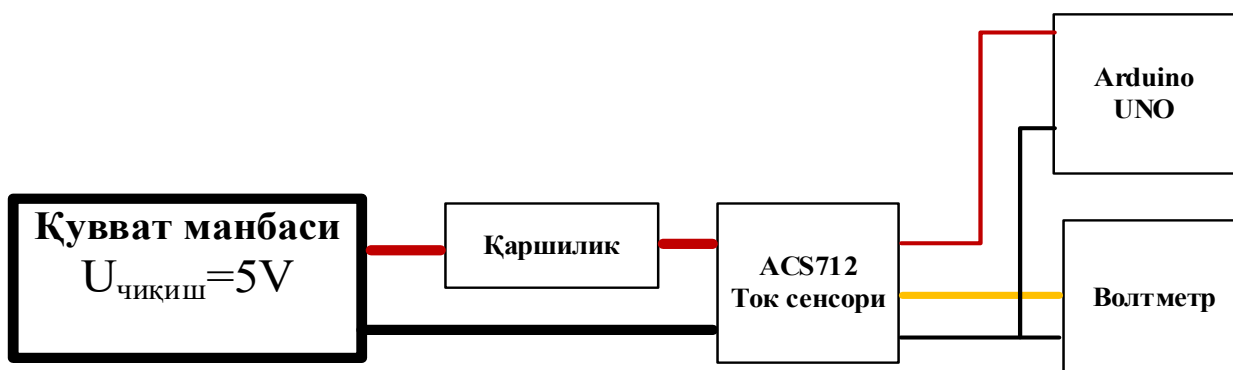 Қувват манбаси
Uчиқиш=5V
Қаршилик
ACS712
Ток сенсори
Arduino
UNO
Волтметр